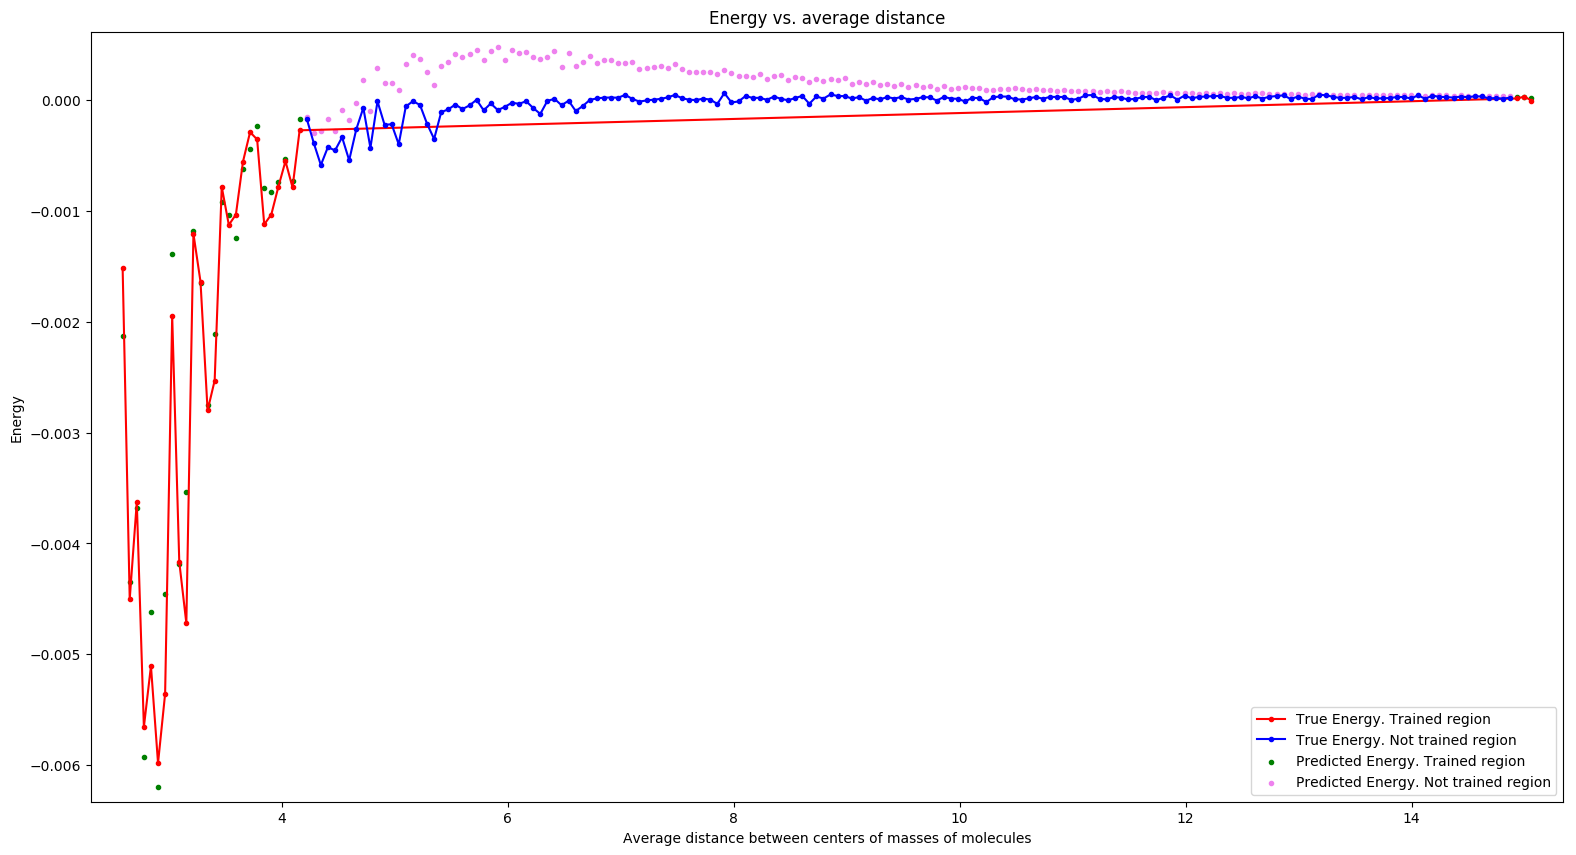 Energy vs. average distance
Energy
0.000
−0.001
−0.002
−0.003
−0.004
−0.005
−0.006
4 6 8 10 12 14
Average distance between centers of masses of molecules
True Energy. Trained region
True Energy. Not trained region
Predicted Energy. Trained region
Predicted Energy. Not trained region